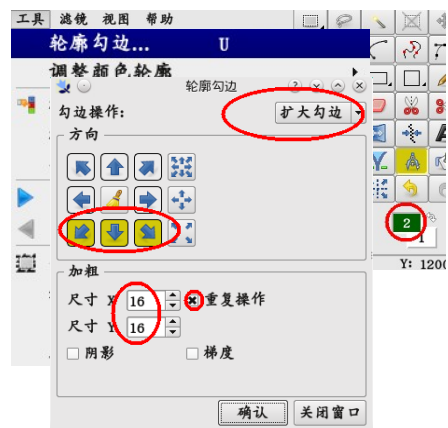 工具 滤镜 视图 帮助
轮廓勾边... U
调整颜色轮廓
轮廓勾边
勾边操作: 扩大勾边
方向
加粗
尺寸 X 16 重复操作
尺寸 Y 16
阴影 梯度
确认 关闭窗口
2
1
Y: 1200